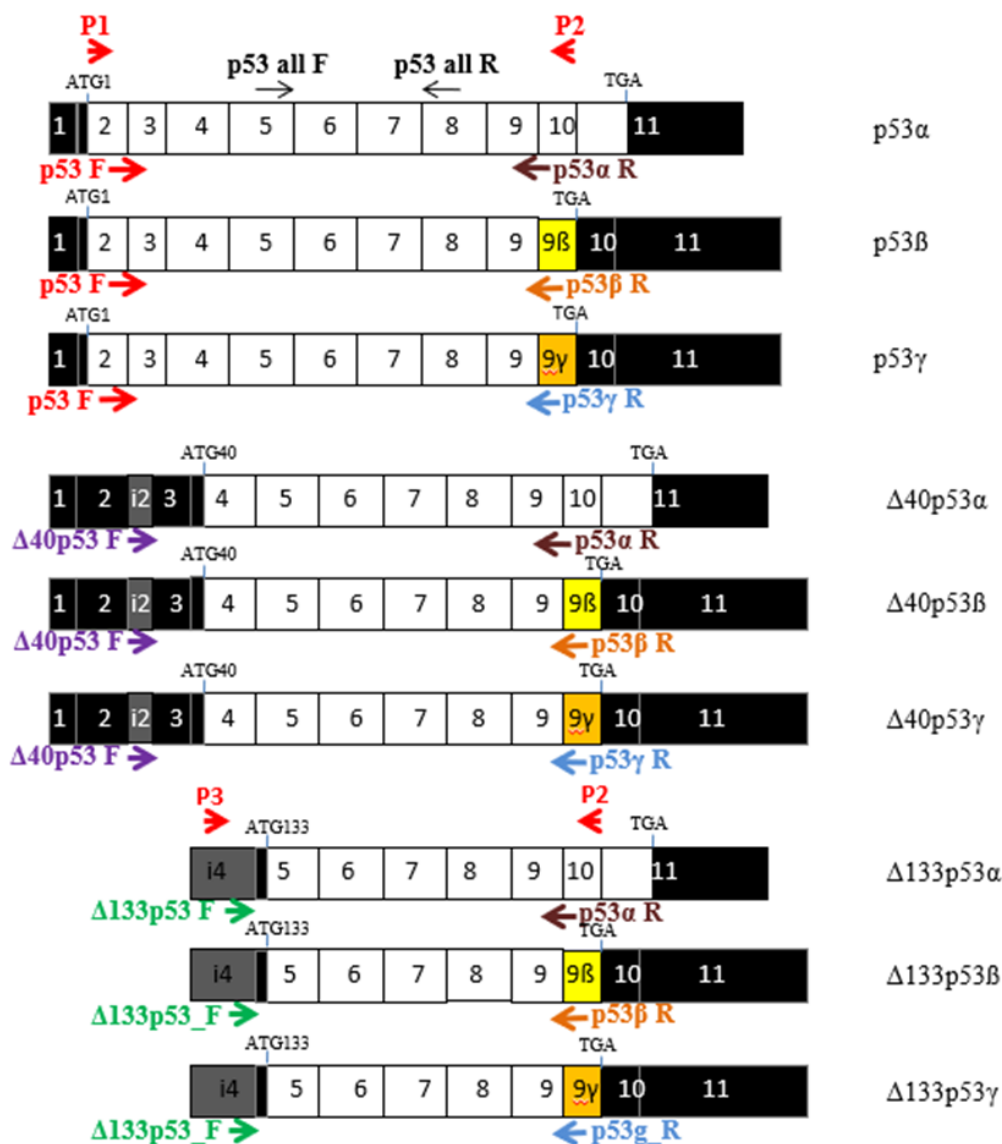 P1 P2
p53 all F p53 all R
ATG1 TGA
1 2 3 4 5 6 7 8 9 10 11 p53α
p53 F p53α R
ATG1 TGA
1 2 3 4 5 6 7 8 9 9ß 10 11 p53ß
p53 F p53β R
ATG1 TGA
1 2 3 4 5 6 7 8 9 9γ 10 11 p53γ
p53 F p53γ R
ATG40 TGA
1 2 i2 3 4 5 6 7 8 9 10 11 Δ40p53α
Δ40p53 F p53α R
ATG40 TGA
1 2 i2 3 4 5 6 7 8 9 9ß 10 11 Δ40p53ß
Δ40p53 F p53β R
ATG40 TGA
1 2 i2 3 4 5 6 7 8 9 9γ 10 11 Δ40p53γ
Δ40p53 F p53γ R
P3 P2
ATG133 TGA
i4 5 6 7 8 9 10 11 Δ133p53α
Δ133p53 F p53α R
ATG133 TGA
i4 5 6 7 8 9 9ß 10 11 Δ133p53ß
Δ133p53_F p53β R
ATG133 TGA
i4 5 6 7 8 9 9γ 10 11 Δ133p53γ
Δ133p53_F p53g_R